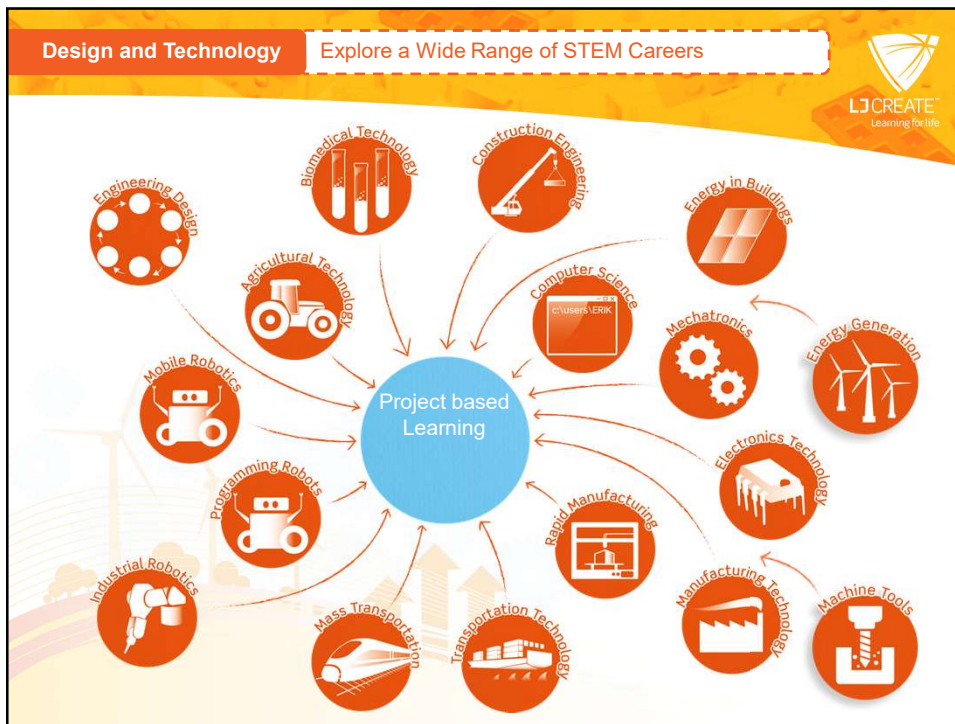 Design and Technology
Explore a Wide Range of STEM Careers
LJCREATE™
Learning for life
Engineering Design
Biomedical Technology
Construction Engineering
Energy in Buildings
Agricultural Technology
Computer Science
c:\users\ERIK
Mechatronics
Energy Generation
Mobile Robotics
Project based
Learning
Electronics Technology
Programming Robots
Rapid Manufacturing
Industrial Robotics
Mass Transportation
Transportation Technology
Manufacturing Technology
Machine Tools